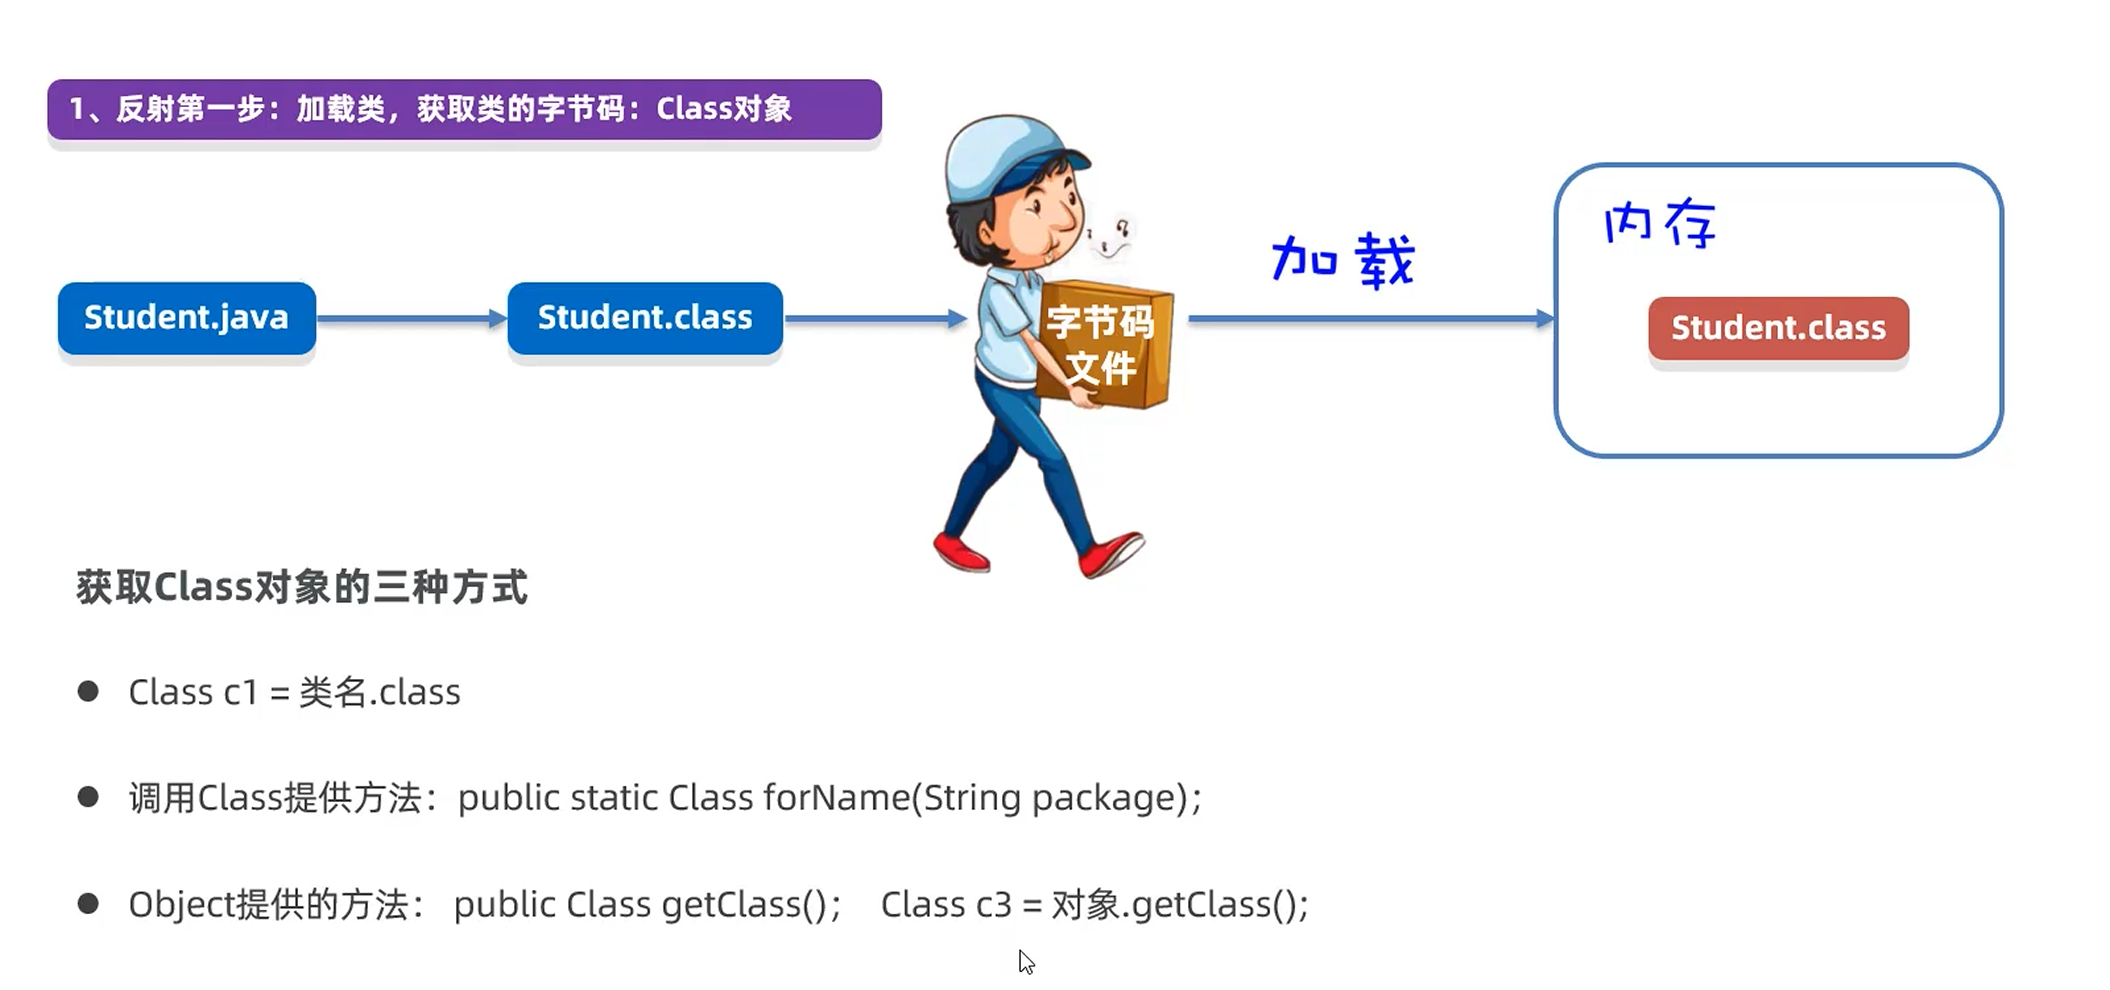 1、反射第一步：加载类，获取类的字节码：Class对象
Student.java
Student.class
字节码
文件
加载
内存
Student.class
获取Class对象的三种方式
Class c1 = 类名.class
调用Class提供方法：public static Class forName(String package);
Object提供的方法： public Class getClass(); Class c3 = 对象.getClass();